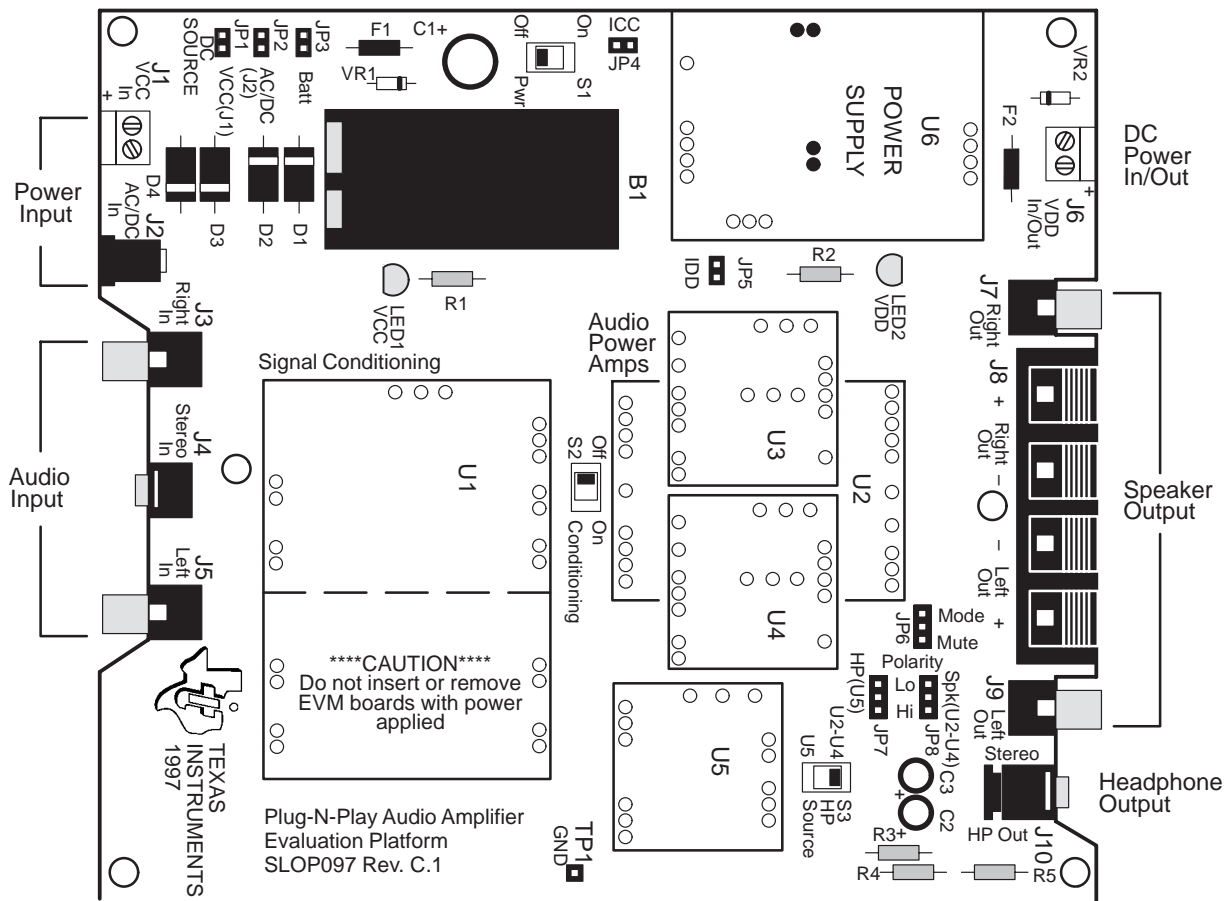 J1
VCC
In
+
DC
SOURCE
JP1
VCC(J1)
JP2
AC/DC
(J2)
JP3
Batt
F1
VR1
C1+
Off
On
Pwr
S1
ICC
JP4
U6
POWER
SUPPLY
VR2
F2
+
J6
VDD
In/Out
DC
Power
In/Out
Power
Input
D4
D3
D2
D1
B1
J2
AC/DC
In
LED1
VCC
R1
IDD
JP5
R2
LED2
VDD
J3
Right
In
J7
Right
Out
Signal Conditioning
Audio
Power
Amps
J4
Stereo
In
Audio
Input
U1
S2
Off
On
Conditioning
U3
U2
U4
J8
+
Right
Out
−
−
Left
Out
+
Speaker
Output
J5
Left
In
****CAUTION****
Do not insert or remove
EVM boards with power
applied
JP6
Mode
Mute
Polarity
HP(U5)
Lo
Hi
Spk(U2-U4)
JP7
JP8
J9
Left
Out
TEXAS
INSTRUMENTS
1997
U5
U5
U2-U4
S3
HP
Source
C3
+
C2
Stereo
HP Out
J10
Headphone
Output
Plug-N-Play Audio Amplifier
Evaluation Platform
SLOP097 Rev. C.1
TP1
GND
R3+
R4
R5